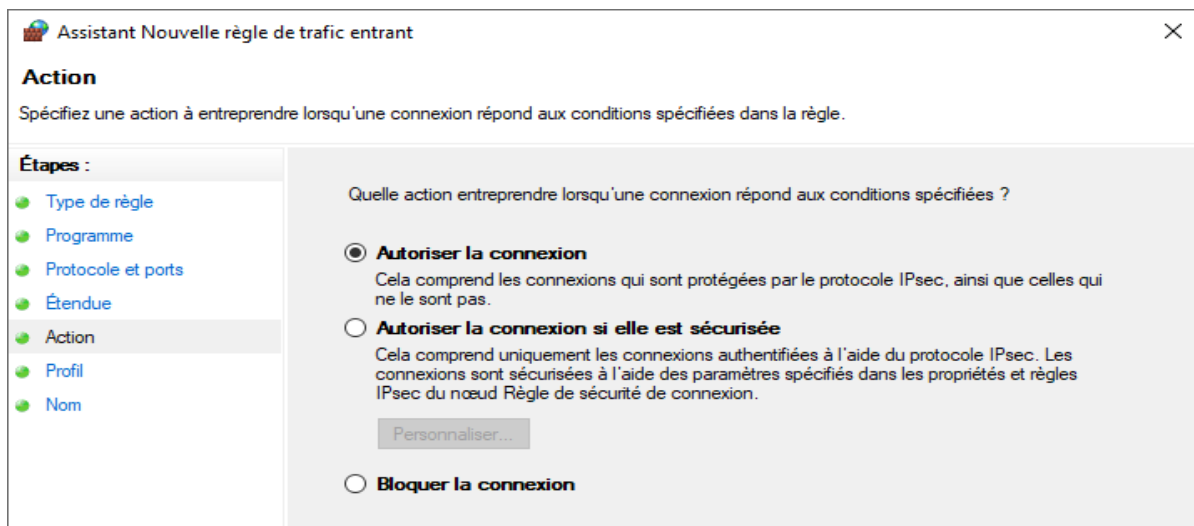 Assistant Nouvelle règle de trafic entrant
Action
Spécifiez une action à entreprendre lorsqu'une connexion répond aux conditions spécifiées dans la règle.
Étapes :
Type de règle
Programme
Protocole et ports
Étendue
Action
Profil
Nom
Quelle action entreprendre lorsqu'une connexion répond aux conditions spécifiées ?
Autoriser la connexion
Cela comprend les connexions qui sont protégées par le protocole IPsec, ainsi que celles qui
ne le sont pas.
Autoriser la connexion si elle est sécurisée
Cela comprend uniquement les connexions authentifiées à l'aide du protocole IPsec. Les
connexions sont sécurisées à l'aide des paramètres spécifiés dans les propriétés et règles
IPsec du nœud Règle de sécurité de connexion.
Personnaliser...
Bloquer la connexion